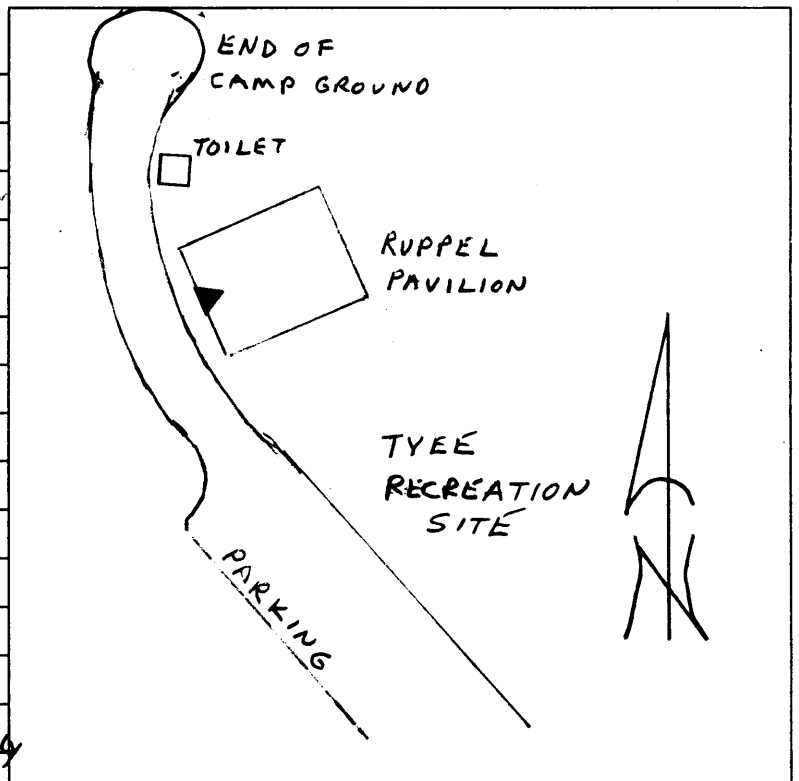 END OF
CAMP GROUND
TOILET
RUPPEL
PAVILION
TYEE
RECREATION
SITE
PARKING
N